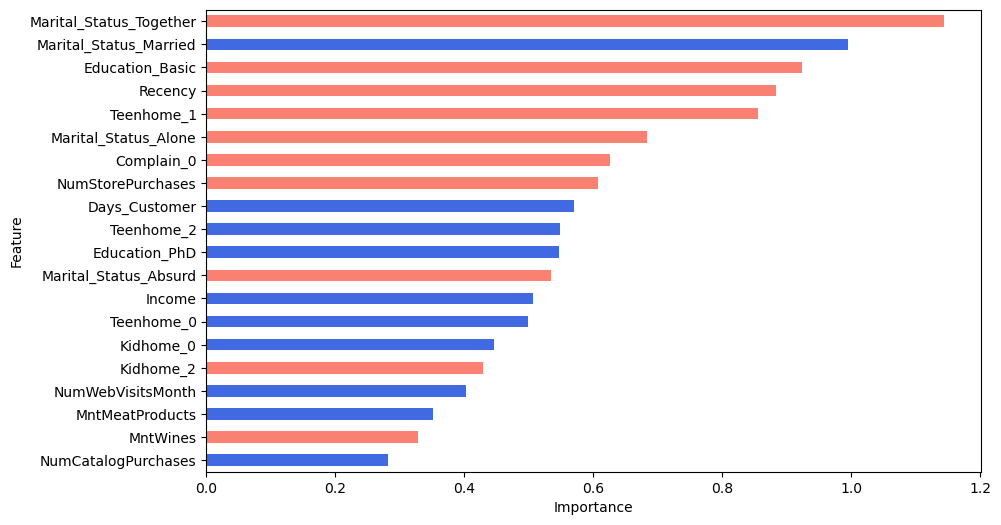 Marital_Status_Together
Marital_Status_Married
Education_Basic
Recency
Teenhome_1
Marital_Status_Alone
Complain_0
NumStorePurchases
Days_Customer
Teenhome_2
Education_PhD
Marital_Status_Absurd
Income
Teenhome_0
Kidhome_0
Kidhome_2
NumWebVisitsMonth
MntMeatProducts
MntWines
NumCatalogPurchases
Feature
0.0 0.2 0.4 0.6 0.8 1.0 1.2
Importance